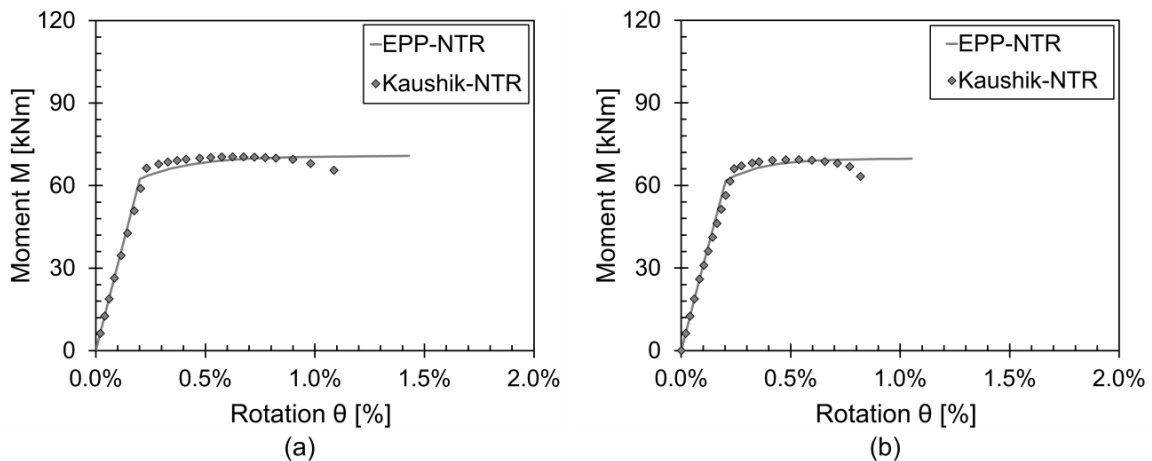 120
90
60
30
0
Moment M [kNm]
EPP-NTR
Kaushik-NTR
0.0% 0.5% 1.0% 1.5% 2.0%
Rotation θ [%]
(a)
120
90
60
30
0
Moment M [kNm]
EPP-NTR
Kaushik-NTR
0.0% 0.5% 1.0% 1.5% 2.0%
Rotation θ [%]
(b)